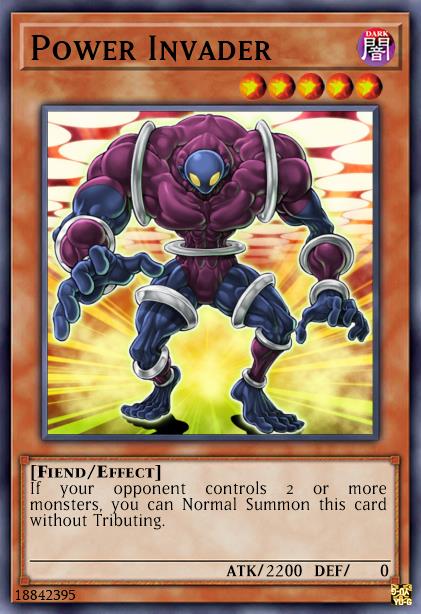 Power Invader
DARK
闇
[Fiend/Effect]
If your opponent controls 2 or more
monsters, you can Normal Summon this card
without Tributing.
ATK/2200 DEF/ 0
18842395